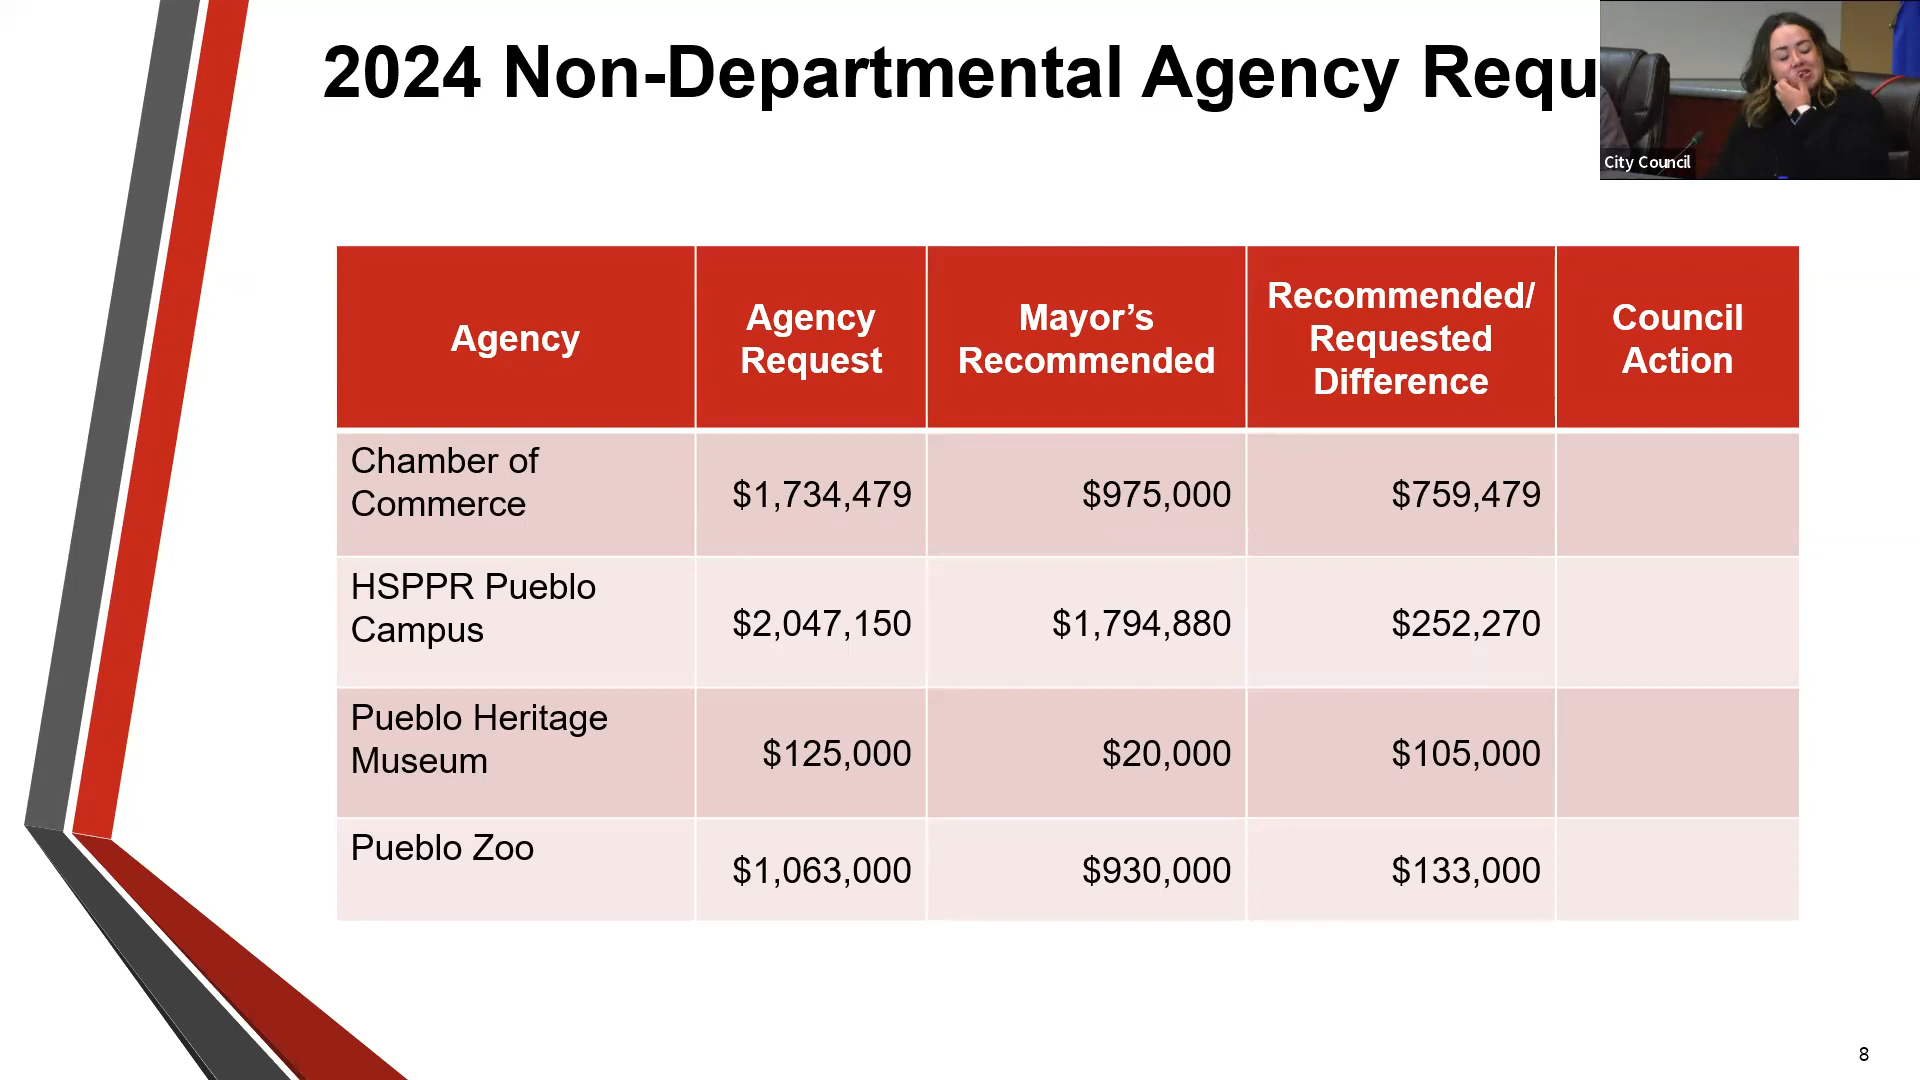 2024 Non-Departmental Agency Requ
City Council
Agency
Agency
Request
Mayor's
Recommended
Recommended/
Requested
Difference
Council
Action
Chamber of
Commerce
$1,734,479
$975,000
$759,479
HSPPR Pueblo
Campus
$2,047,150
$1,794,880
$252,270
Pueblo Heritage
Museum
$125,000
$20,000
$105,000
Pueblo Zoo
$1,063,000
$930,000
$133,000
8